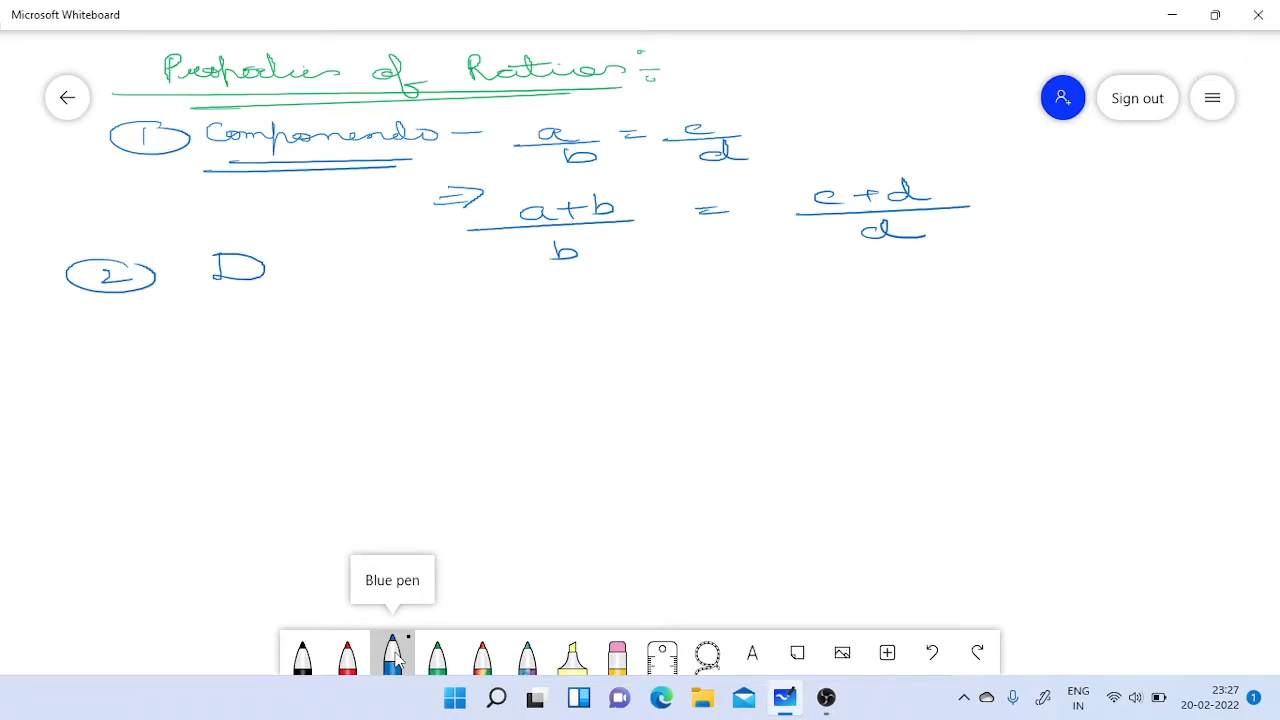 Microsoft Whiteboard
Properties of Ratios :-
Sign out
1 Componendo — a/b = c/d
⇒ a+b/b = c+d/d
2 D
Blue pen
A
ENG
IN
23:27
20-02-2022
1